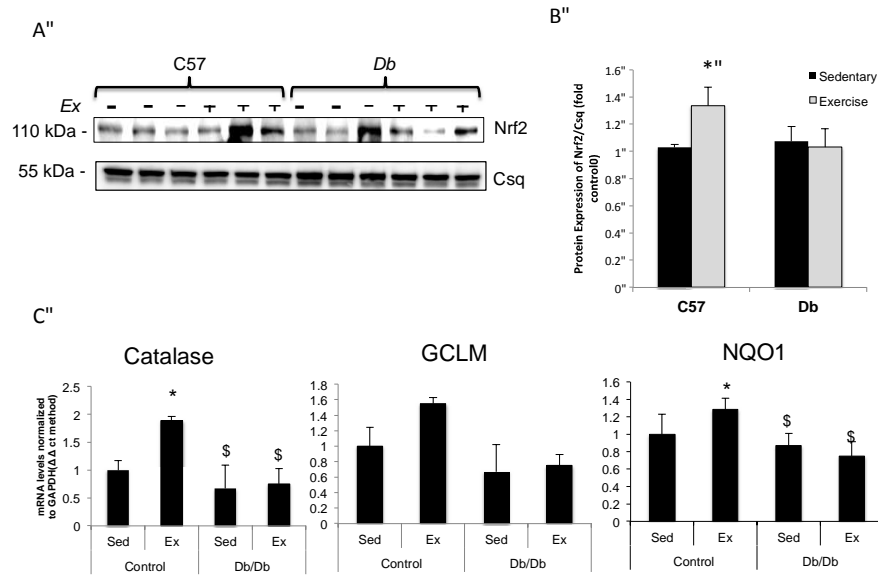 A"
C57 Db
Ex - - - + + + - - - + + +
110 kDa - Nrf2
55 kDa - Csq
B"
Protein Expression of Nrf2/Csq (fold
control0)
1.6"
1.4"
1.2"
1"
0.8"
0.6"
0.4"
0.2"
0"
*"
Sedentary
Exercise
C57 Db
C"
Catalase
mRNA levels normalized
to GAPDH(Δ Δ ct method)
2.5
2
1.5
1
0.5
0
*
$ $
Sed Ex Sed Ex
Control Db/Db
GCLM
1.8
1.6
1.4
1.2
1
0.8
0.6
0.4
0.2
0
Sed Ex Sed Ex
Control Db/Db
NQO1
1.6
1.4
1.2
1
0.8
0.6
0.4
0.2
0
*
$ $
Sed Ex Sed Ex
Control Db/Db